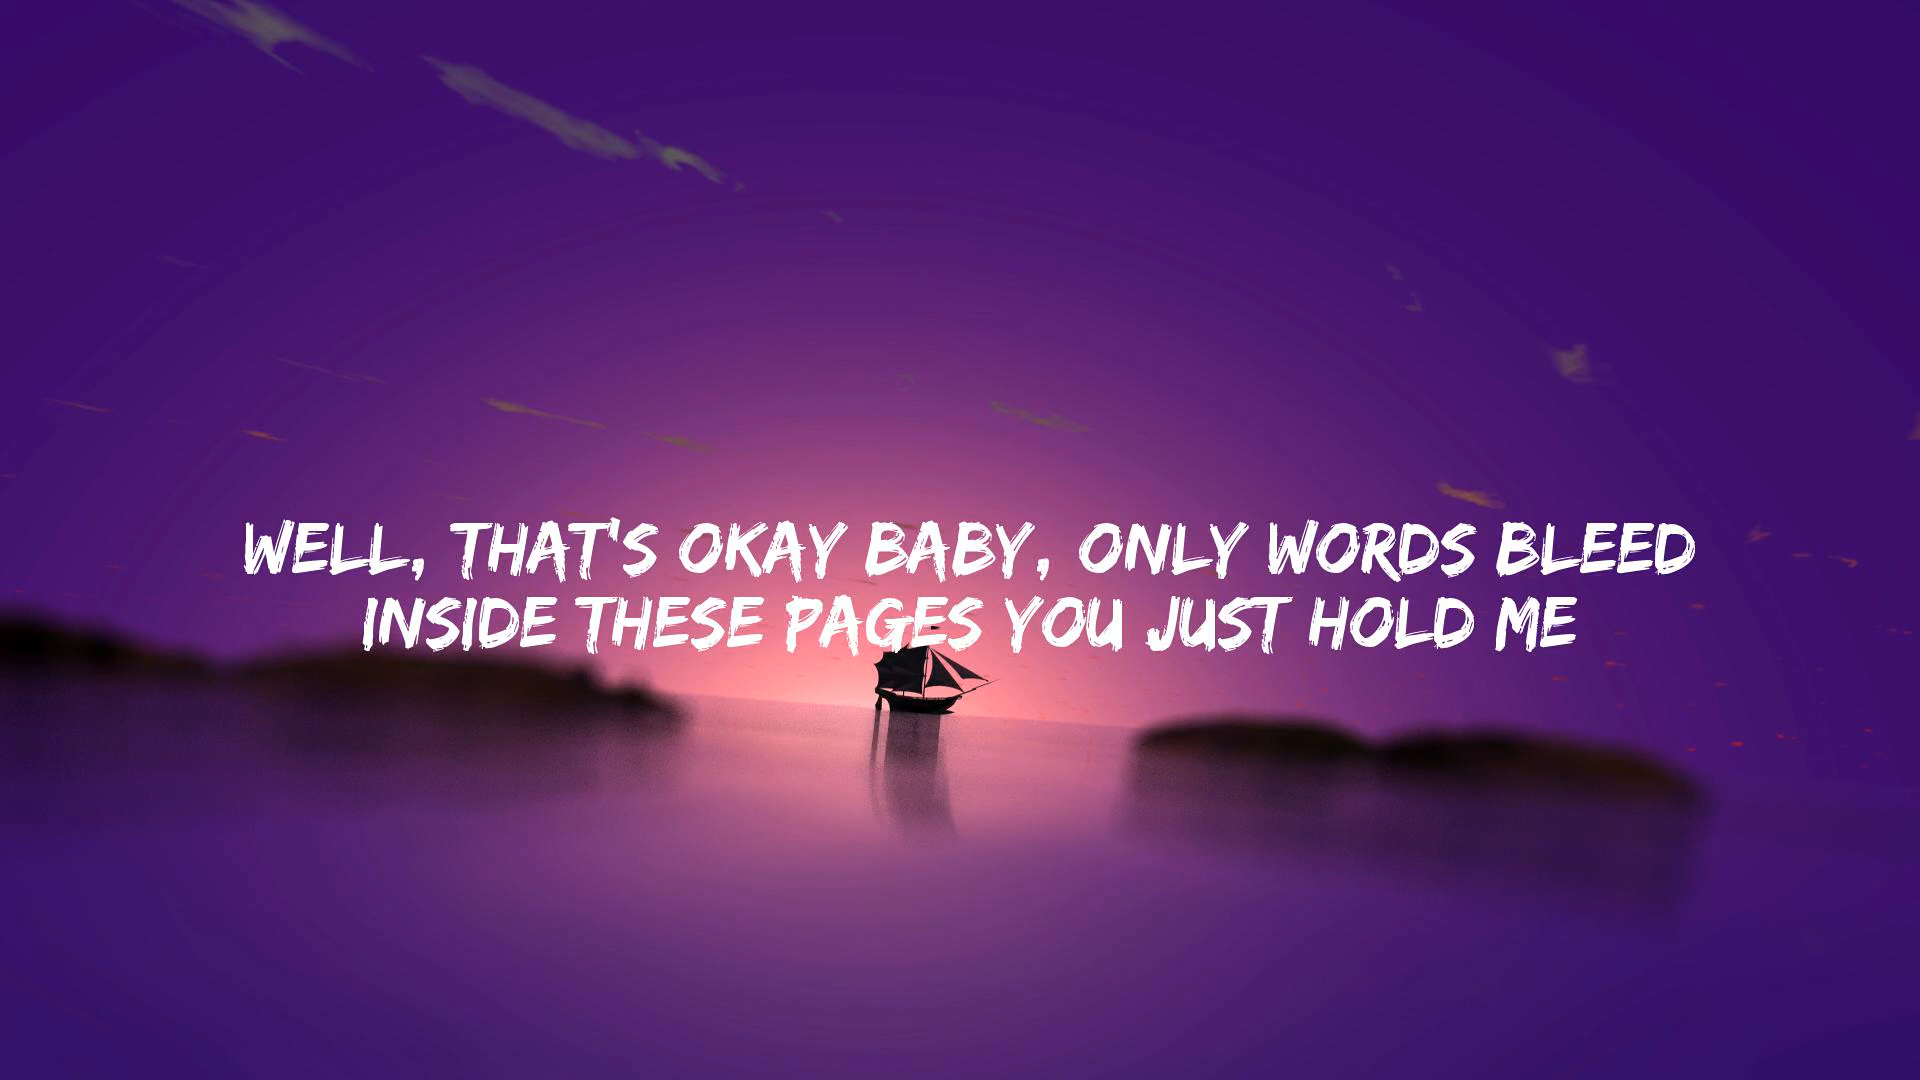 WELL, THAT'S OKAY BABY, ONLY WORDS BLEED
INSIDE THESE PAGES YOU JUST HOLD ME